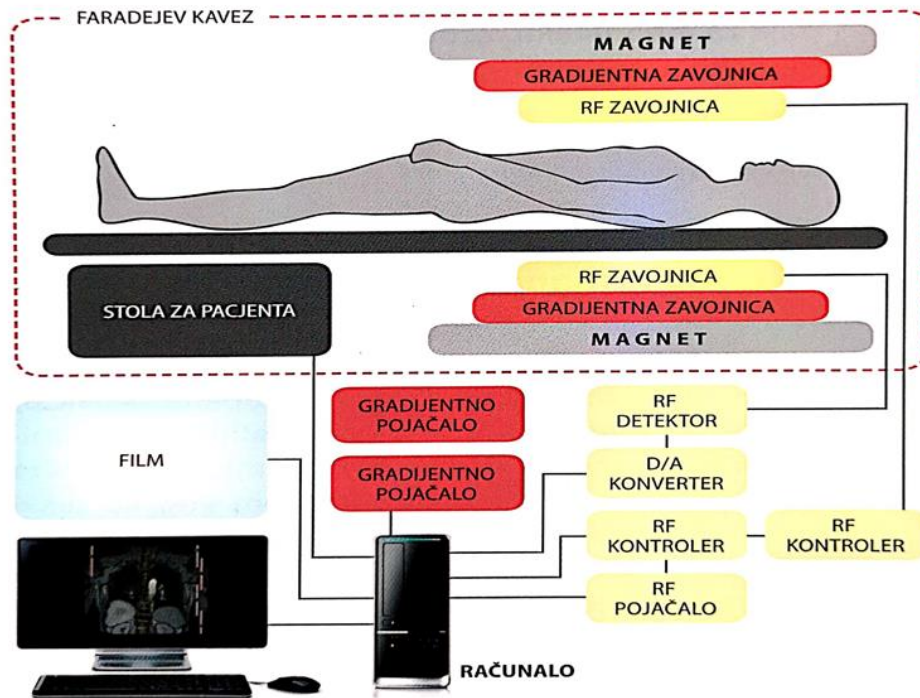 FARADEJEV KAVEZ
MAGNET
GRADIJENTNA ZAVOJNICA
RF ZAVOJNICA
RF ZAVOJNICA
GRADIJENTNA ZAVOJNICA
MAGNET
STOLA ZA PACJENTA
GRADIJENTNO
POJAČALO
RF
DETEKTOR
FILM
GRADIJENTNO
POJAČALO
D/A
KONVERTER
RF
KONTROLER
RF
KONTROLER
RF
POJAČALO
RAČUNALO